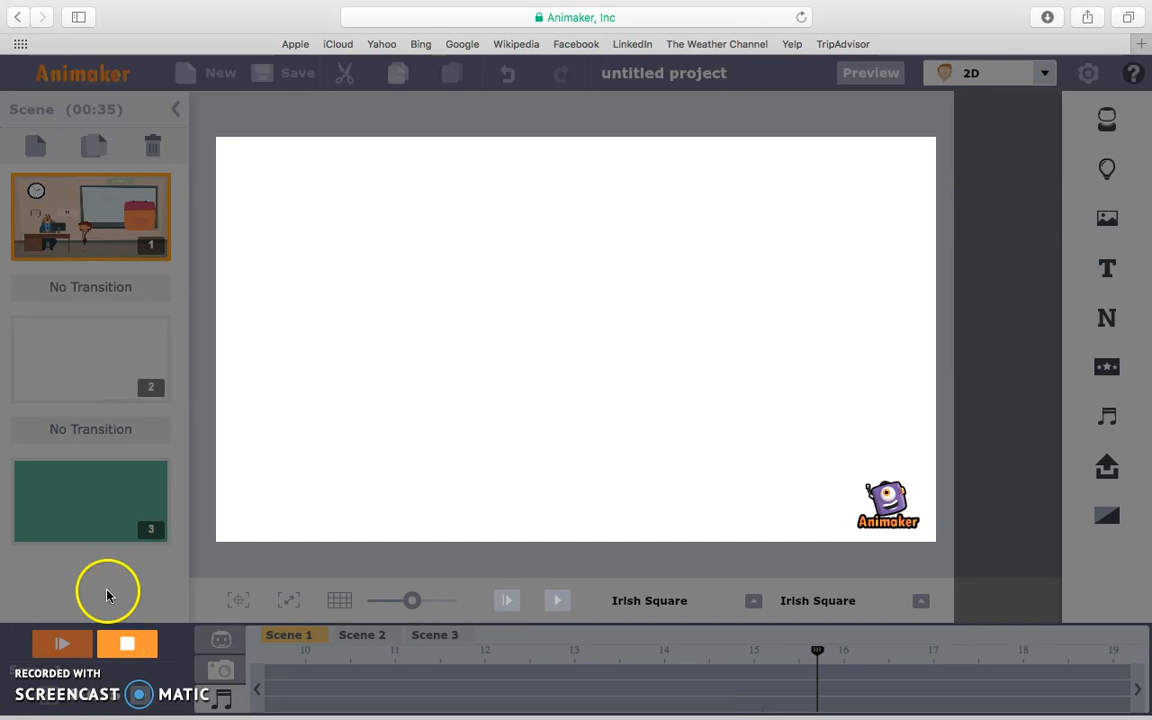 Animaker, Inc
Apple iCloud Yahoo Bing Google Wikipedia Facebook LinkedIn The Weather Channel Yelp TripAdvisor
Animaker New Save untitled project Preview 2D ?
Scene (00:35)
1
No Transition
2
No Transition
3
T
N
Animaker
Irish Square Irish Square
Scene 1 Scene 2 Scene 3
10 11 12 13 14 16 17 18 19
RECORDED WITH
SCREENCAST MATIC